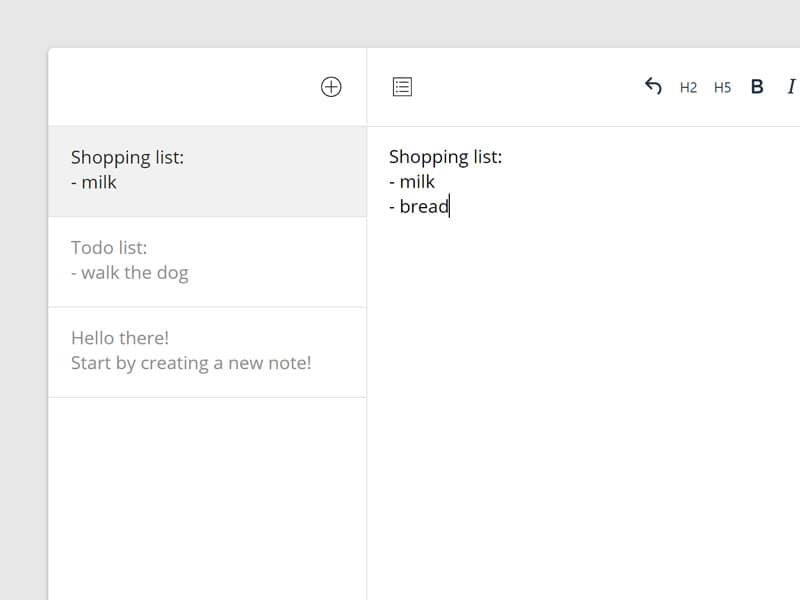 H2 H5 B I
Shopping list:
- milk
Todo list:
- walk the dog
Hello there!
Start by creating a new note!
Shopping list:
- milk
- bread